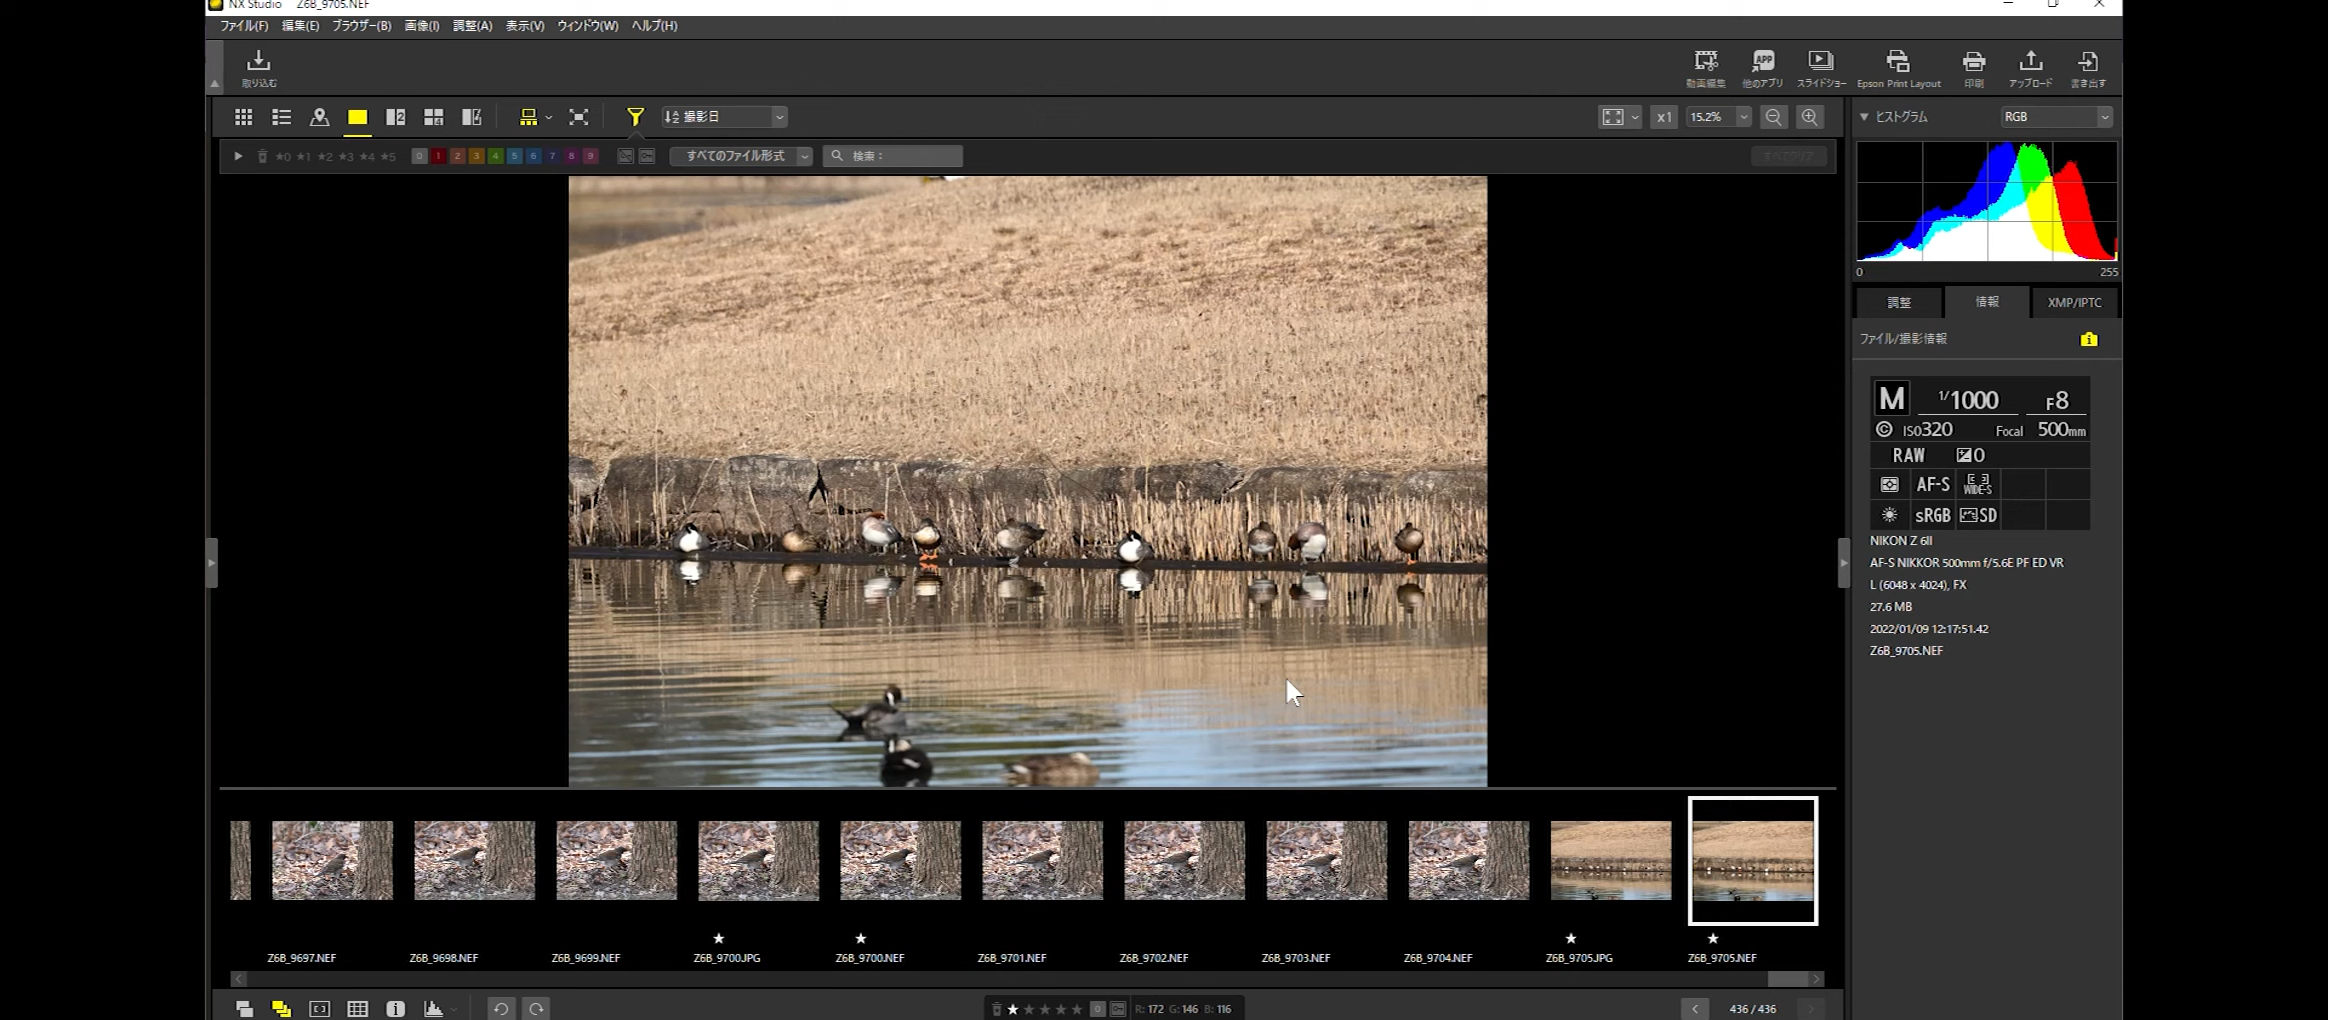 NX Studio Z6B_9705.NEF
ファイル(F) 編集(E) ブラウザー(B) 画像(I) 調整(A) 表示(V) ウィンドウ(W) ヘルプ(H)
取り込む 動画編集 他のアプリ スライドショー Epson Print Layout 印刷 アップロード 書き出す
撮影日 x1 15.2%
ヒストグラム RGB
★0 ★1 ★2 ★3 ★4 ★5 0 1 2 3 4 5 6 7 8 9 すべてのファイル形式 検索: すべてクリア
0 255
調整 情報 XMP/IPTC
ファイル/撮影情報
M 1/1000 F8
ISO320 Focal 500mm
RAW 0
AF-S WIDE-S
sRGB SD
NIKON Z 6II
AF-S NIKKOR 500mm f/5.6E PF ED VR
L (6048 x 4024), FX
27.6 MB
2022/01/09 12:17:51.42
Z6B_9705.NEF
Z6B_9697.NEF Z6B_9698.NEF Z6B_9699.NEF Z6B_9700.JPG Z6B_9700.NEF Z6B_9701.NEF Z6B_9702.NEF Z6B_9703.NEF Z6B_9704.NEF Z6B_9705.JPG Z6B_9705.NEF
0 R: 172 G: 146 B: 116 436 / 436